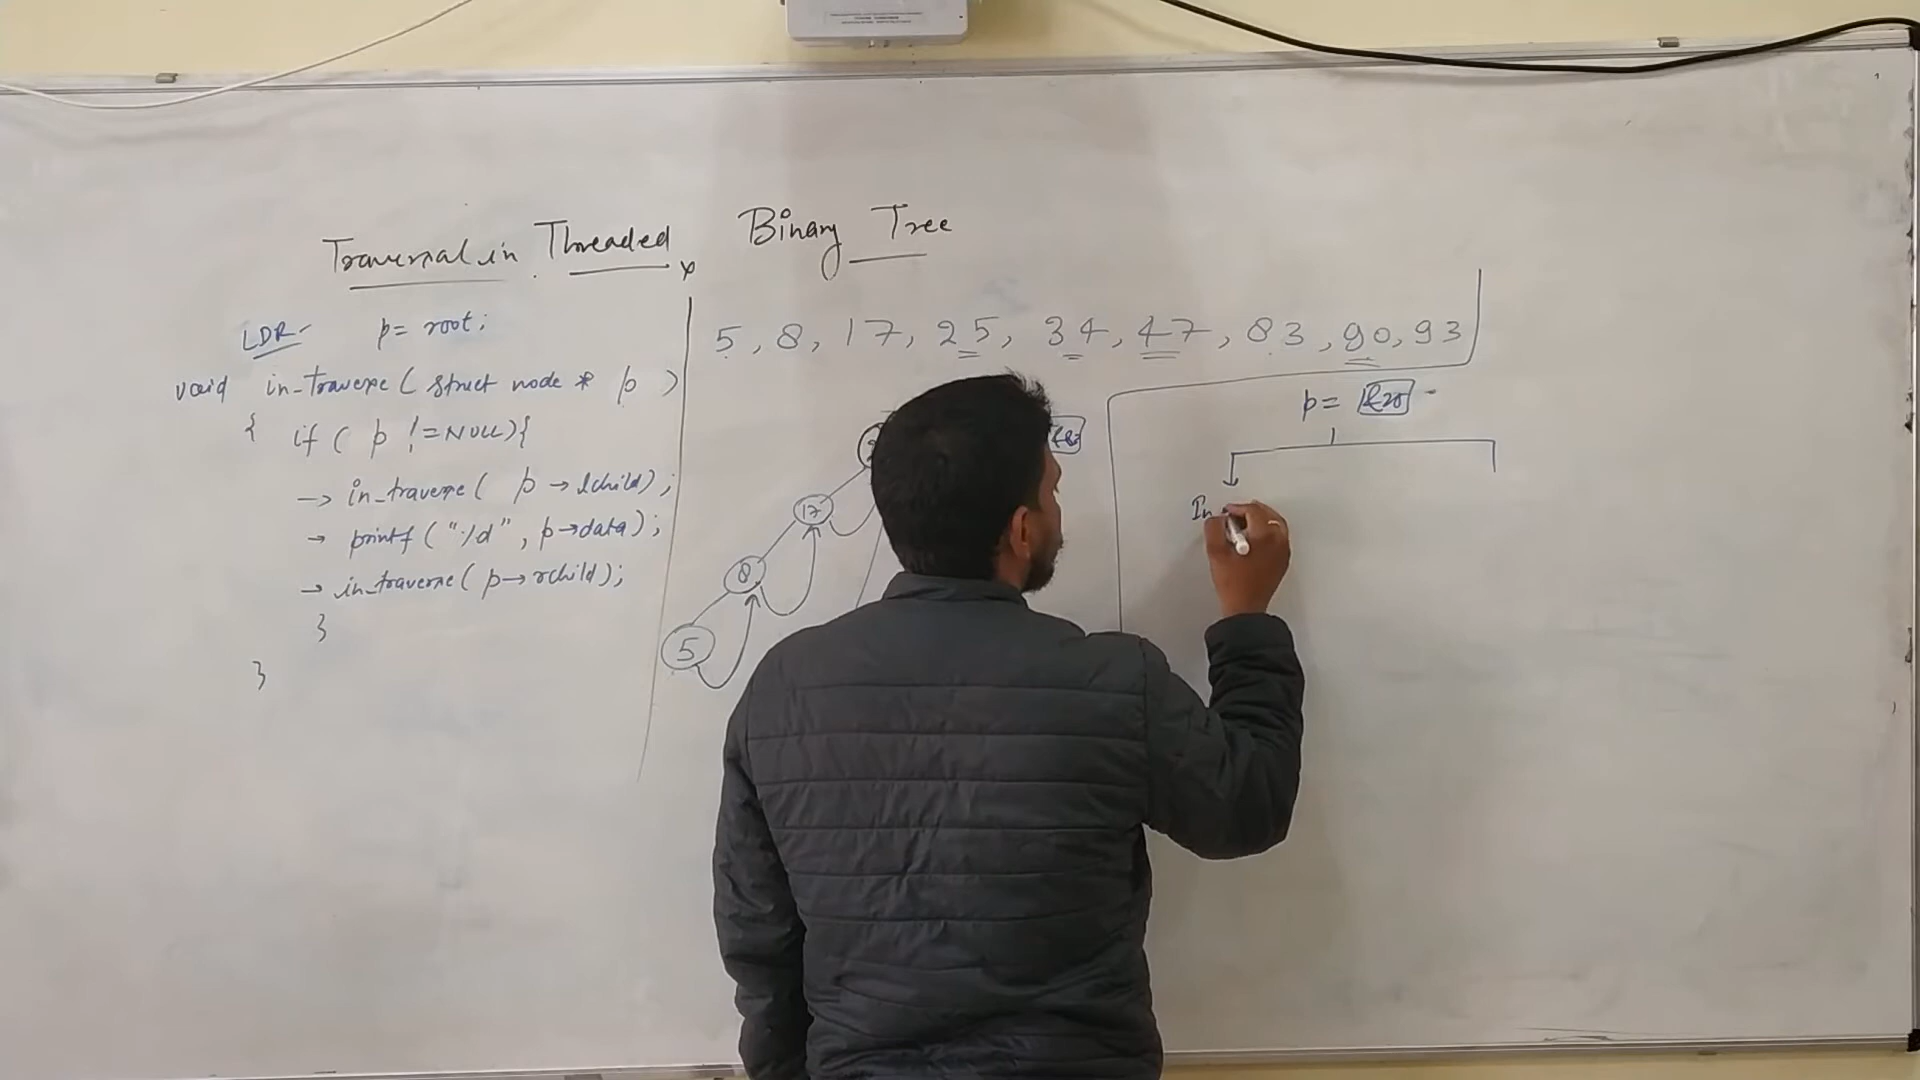 Traversal in Threaded Binary Tree
LDR- p = root;
void in_traverse( struct node * p )
{ if ( p != NULL){
→ in_traverse( p → lchild);
→ printf ( "%d", p→data);
→ in_traverse( p→ rchild);
}
}
5, 8, 17, 25, 34, 47, 83, 90, 93
17
8
5
p =
In